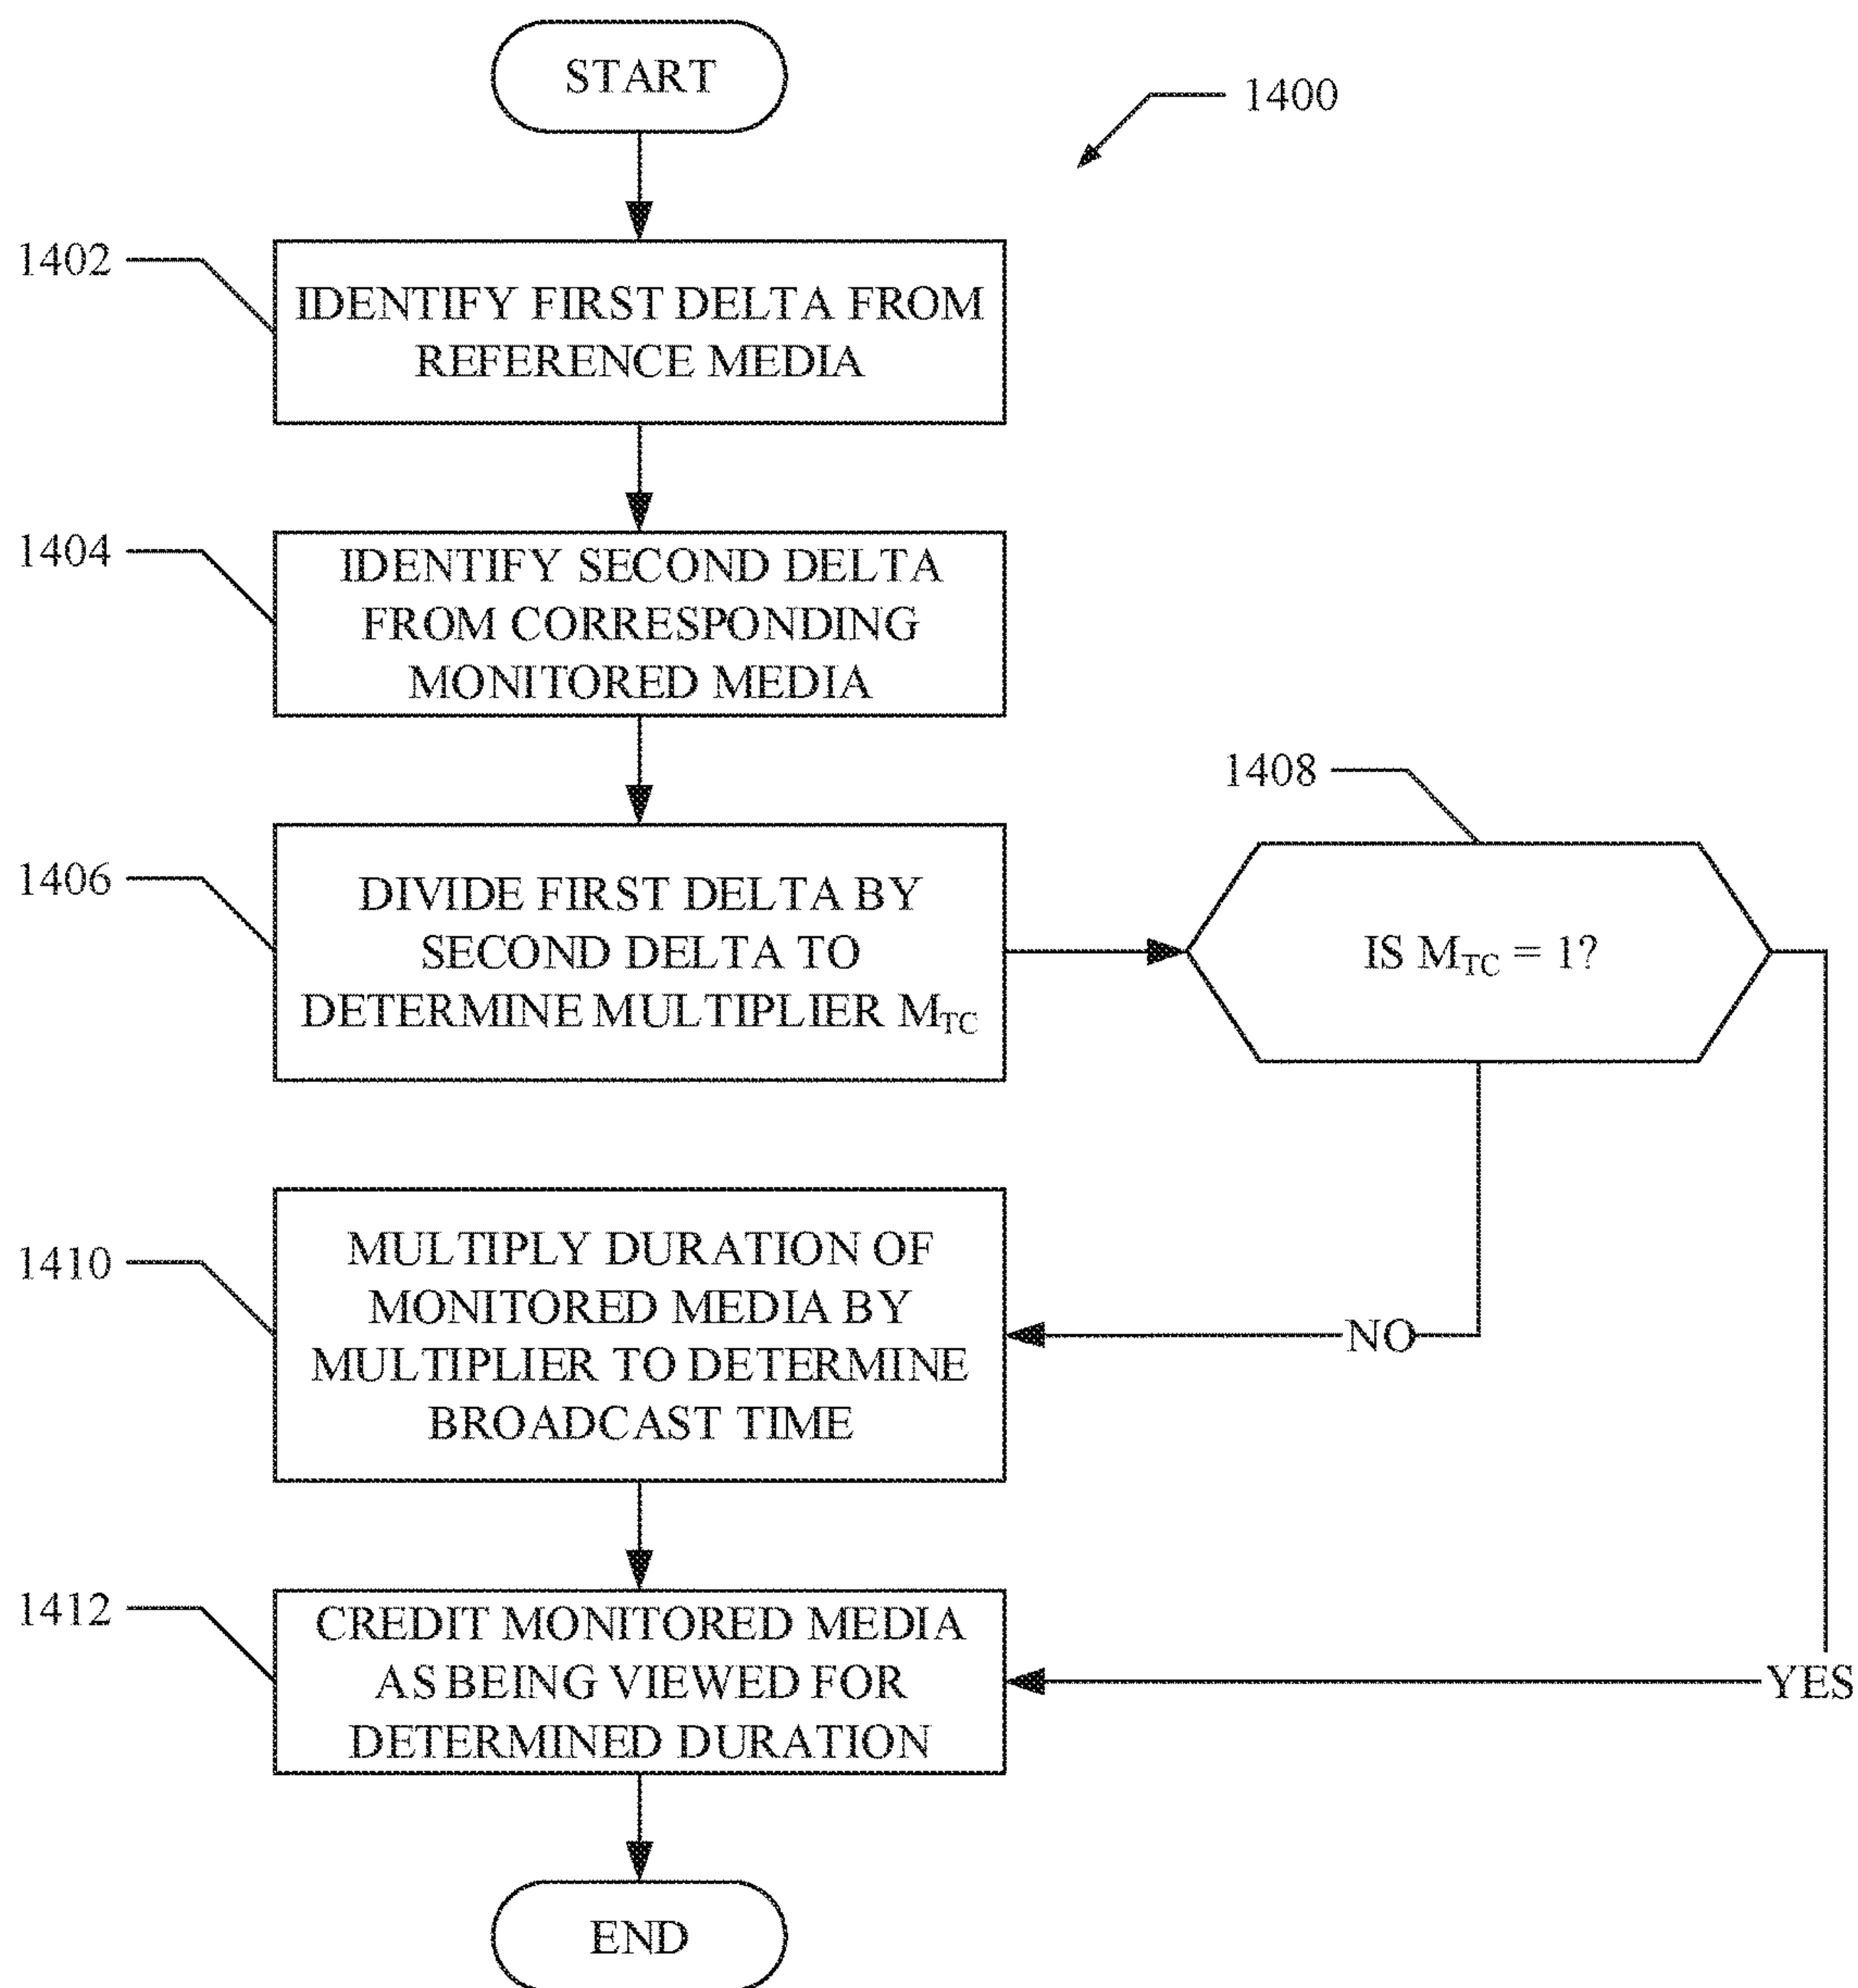 START
1400
1402
IDENTIFY FIRST DELTA FROM
REFERENCE MEDIA
1404
IDENTIFY SECOND DELTA
FROM CORRESPONDING
MONITORED MEDIA
1406
DIVIDE FIRST DELTA BY
SECOND DELTA TO
DETERMINE MULTIPLIER MTC
1408
IS MTC = 1?
1410
MULTIPLY DURATION OF
MONITORED MEDIA BY
MULTIPLIER TO DETERMINE
BROADCAST TIME
NO
1412
CREDIT MONITORED MEDIA
AS BEING VIEWED FOR
DETERMINED DURATION
YES
END